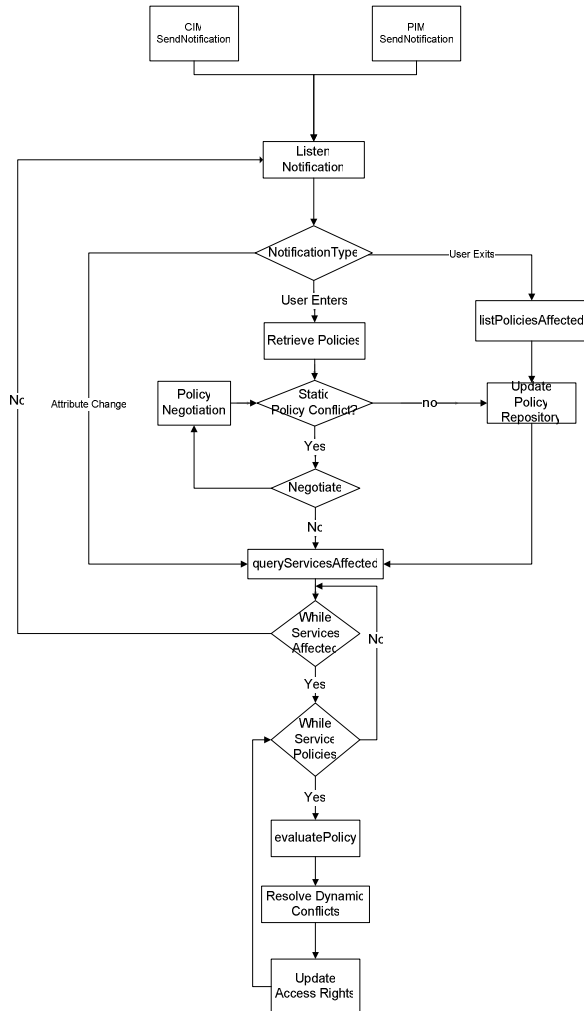 CIM
SendNotification
PIM
SendNotification
Listen
Notification
NotificationType
User Exits
User Enters
listPoliciesAffected
Retrieve Policies
No
Attribute Change
Policy
Negotiation
Static
Policy Conflict?
no
Update
Policy
Repository
Yes
Negotiate
No
queryServicesAffected
While
Services
Affected
No
Yes
While
Service
Policies
Yes
evaluatePolicy
Resolve Dynamic
Conflicts
Update
Access Rights